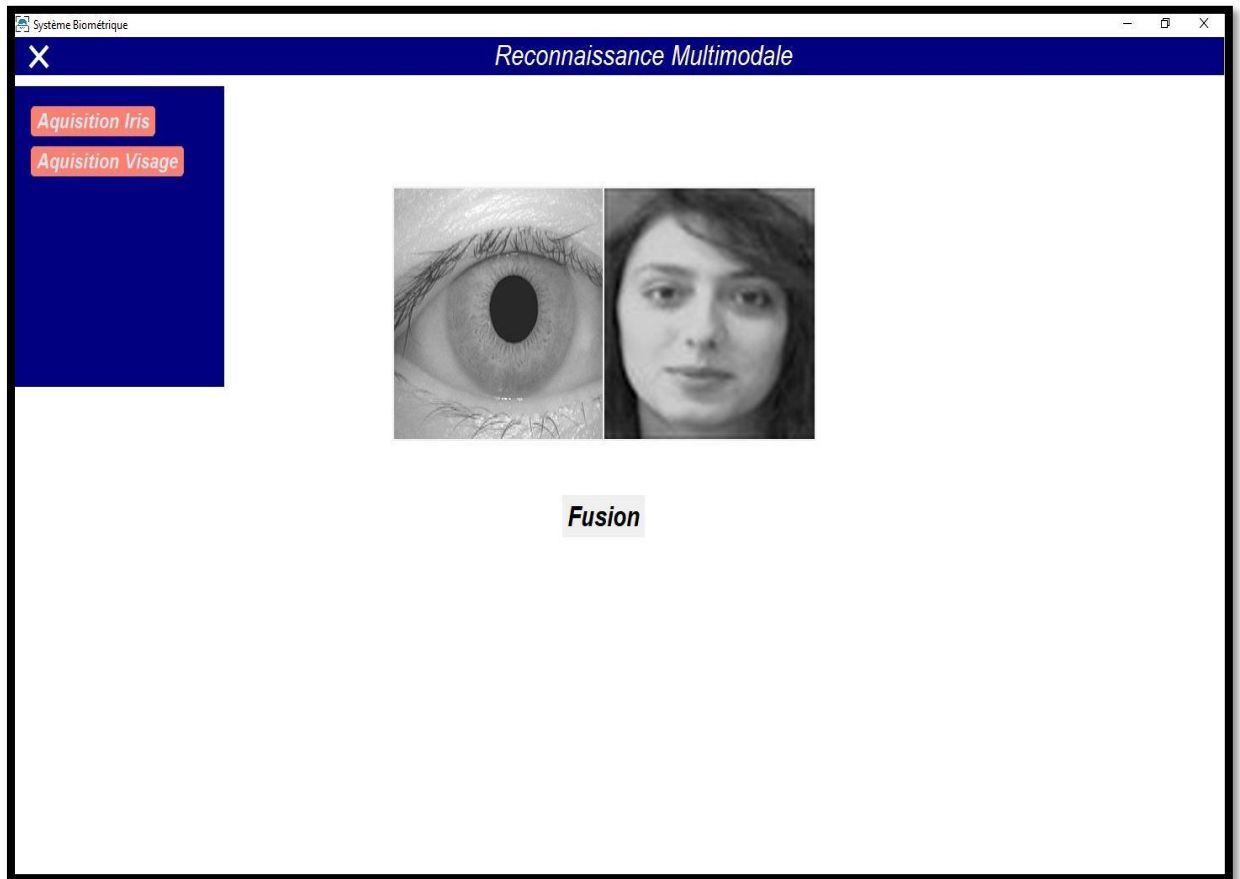 Système Biométrique
Reconnaissance Multimodale
Aquisition Iris
Aquisition Visage
Fusion